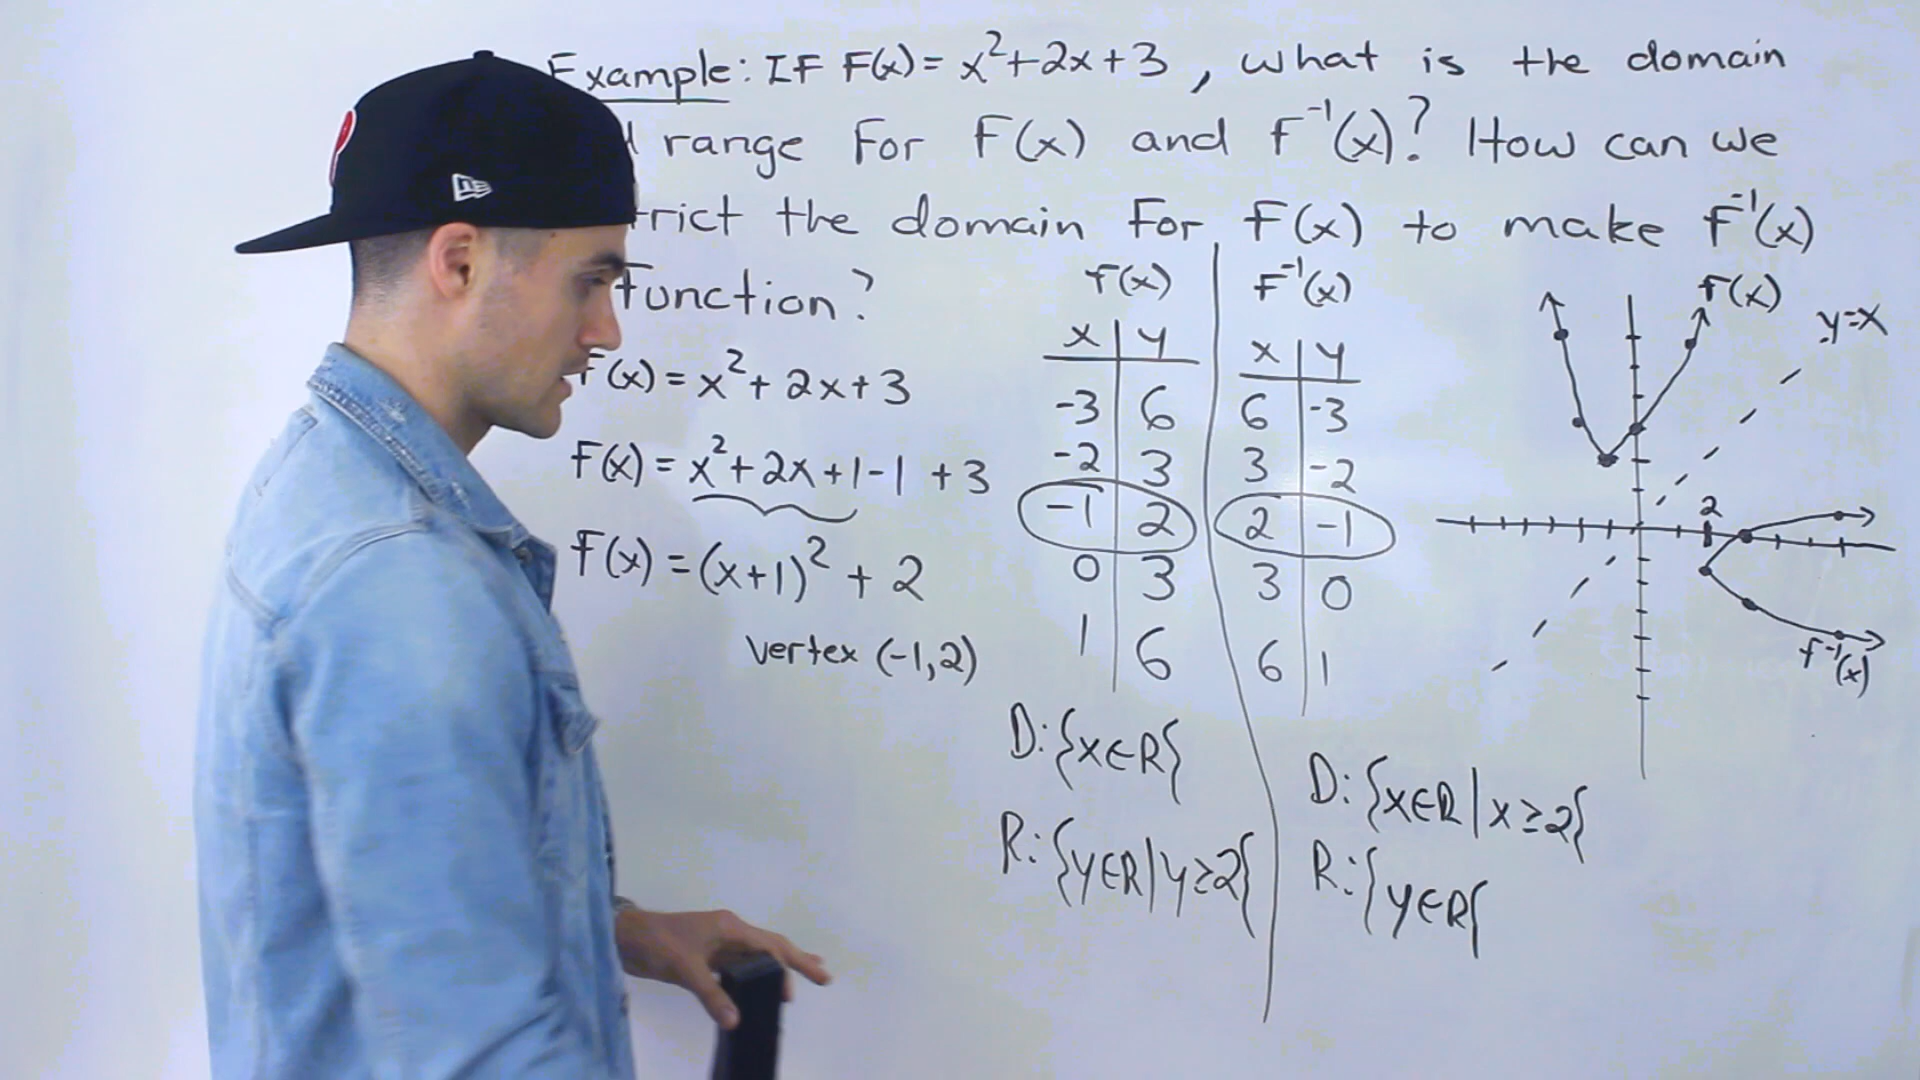 Example: IF F(x) = x²+2x+3, what is the domain
range for F(x) and f⁻¹(x)? How can we
the domain for F(x) to make F⁻¹(x)
Function?
f(x) = x²+2x+3
F(x) = x²+2x+1-1+3
F(x) = (x+1)²+2
vertex (-1,2)
f(x)
x y
-3 6
-2 3
-1 2
0 3
1 6
D: {x∈R}
R: {y∈R|y≥2}
F⁻¹(x)
x y
6 -3
3 -2
2 -1
3 0
6 1
D: {x∈R|x≥2}
R: {y∈R}
f(x)
y=x
2
f⁻¹(x)